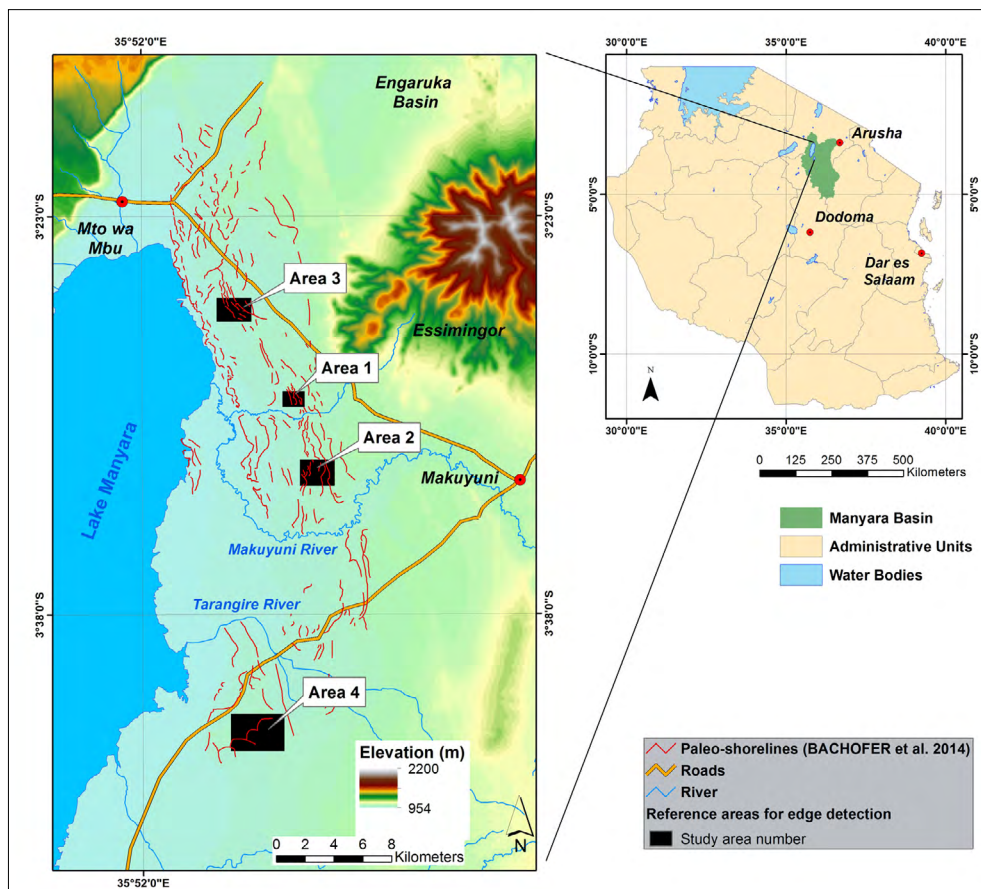 35°52'0"E
Engaruka
Basin
3°23'0"S
3°23'0"S
Mto wa
Mbu
Area 3
Essimingor
Area 1
Area 2
Lake Manyara
Makuyuni
Makuyuni River
Tarangire River
3°38'0"S
3°38'0"S
Area 4
Elevation (m)
2200
954
0 2 4 6 8
Kilometers
N
35°52'0"E
30°0'0"E 35°0'0"E 40°0'0"E
Arusha
5°0'0"S
5°0'0"S
Dodoma
Dar es
Salaam
10°0'0"S
10°0'0"S
N
30°0'0"E 35°0'0"E 40°0'0"E
0 125 250 375 500
Kilometers
Manyara Basin
Administrative Units
Water Bodies
Paleo-shorelines (BACHOFER et al. 2014)
Roads
River
Reference areas for edge detection
Study area number